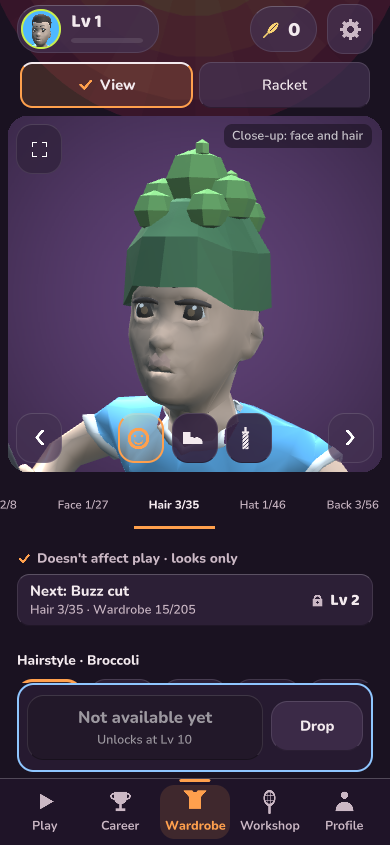 Lv 1
0
View
Racket
Close-up: face and hair
2/8
Face 1/27
Hair 3/35
Hat 1/46
Back 3/56
Doesn't affect play · looks only
Next: Buzz cut
Hair 3/35 · Wardrobe 15/205
Lv 2
Hairstyle · Broccoli
Not available yet
Unlocks at Lv 10
Drop
Play
Career
Wardrobe
Workshop
Profile